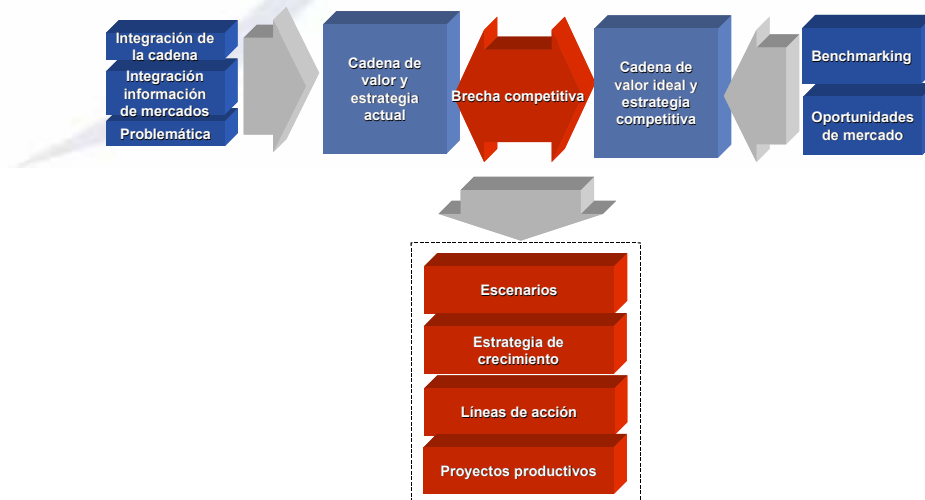 Integración de
la cadena
Integración
información
de mercados
Problemática
Cadena de
valor y
estrategia
actual
Brecha competitiva
Cadena de
valor ideal y
estrategia
competitiva
Benchmarking
Oportunidades
de mercado
Escenarios
Estrategia de
crecimiento
Líneas de acción
Proyectos productivos